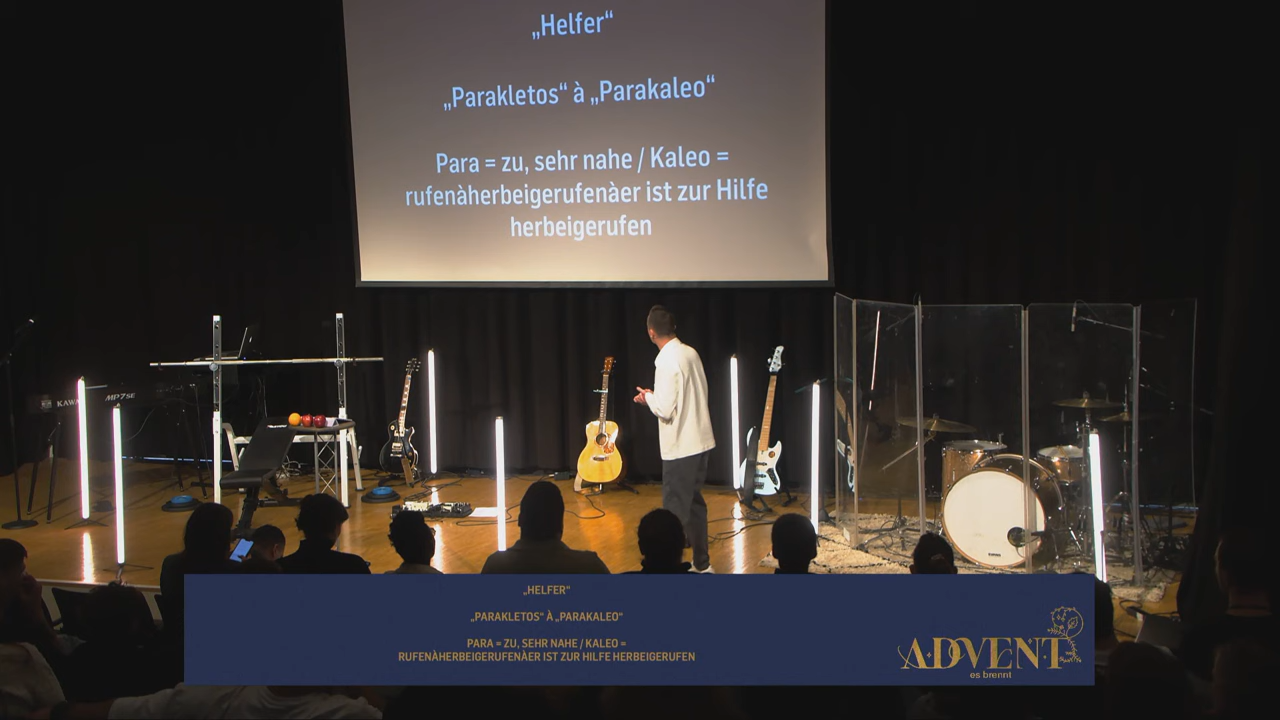 „Helfer“
„Parakletos“ à „Parakaleo“
Para = zu, sehr nahe / Kaleo =
rufenàherbeigerufenàer ist zur Hilfe
herbeigerufen
KAWA
MP7SE
„HELFER“
„PARAKLETOS“ À „PARAKALEO“
PARA = ZU, SEHR NAHE / KALEO =
RUFENÀHERBEIGERUFENÀER IST ZUR HILFE HERBEIGERUFEN
ADVENT
es brennt